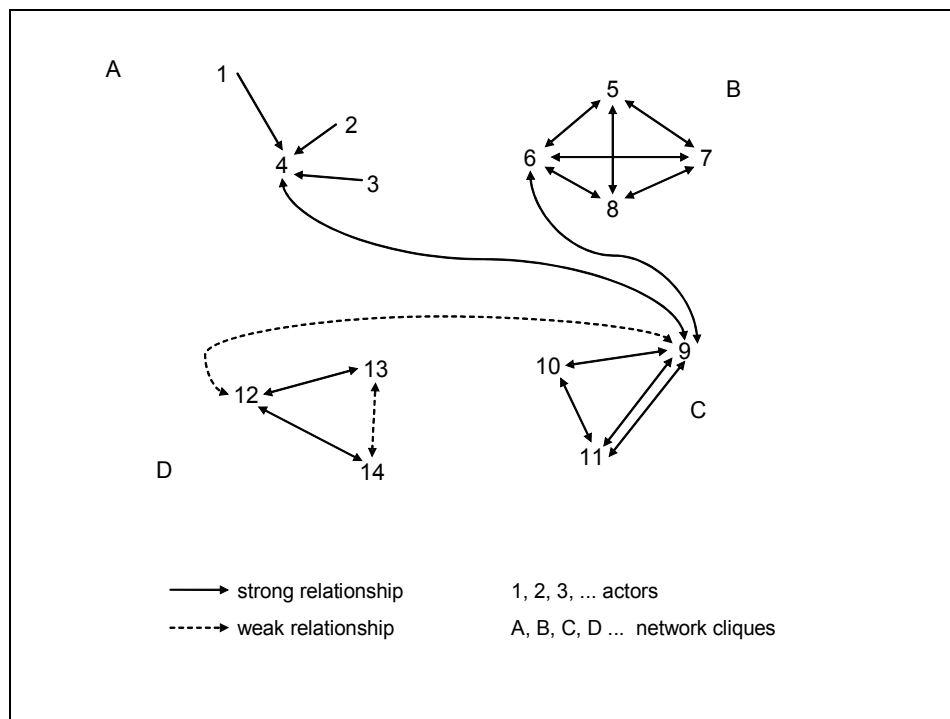 A
1
2
4
3
5
B
6
7
8
9
10
13
12
C
11
D
14
strong relationship
1, 2, 3, ... actors
weak relationship
A, B, C, D ... network cliques